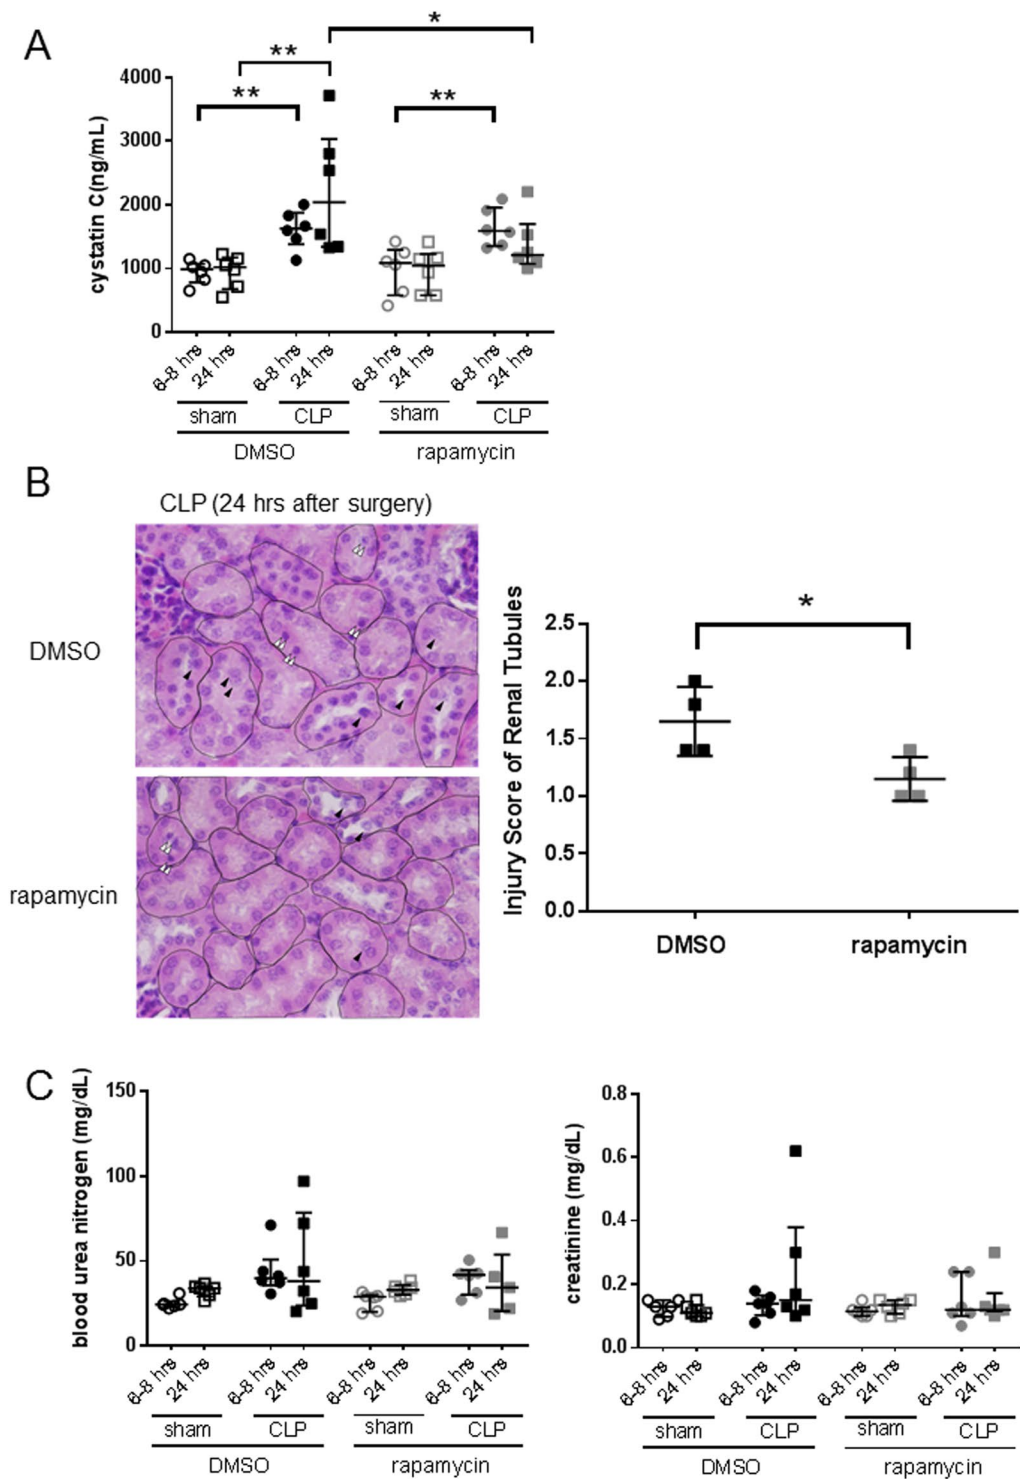 A
*
**
**
**
4000
3000
2000
1000
0
cystatin C(ng/mL)
6-8 hrs 24 hrs 6-8 hrs 24 hrs 6-8 hrs 24 hrs 6-8 hrs 24 hrs
sham CLP sham CLP
DMSO rapamycin
B
CLP (24 hrs after surgery)
DMSO
rapamycin
*
Injury Score of Renal Tubules
2.5
2.0
1.5
1.0
0.5
0.0
DMSO rapamycin
C
blood urea nitrogen (mg/dL)
150
100
50
0
6-8 hrs 24 hrs 6-8 hrs 24 hrs 6-8 hrs 24 hrs 6-8 hrs 24 hrs
sham CLP sham CLP
DMSO rapamycin
creatinine (mg/dL)
0.8
0.6
0.4
0.2
0.0
6-8 hrs 24 hrs 6-8 hrs 24 hrs 6-8 hrs 24 hrs 6-8 hrs 24 hrs
sham CLP sham CLP
DMSO rapamycin